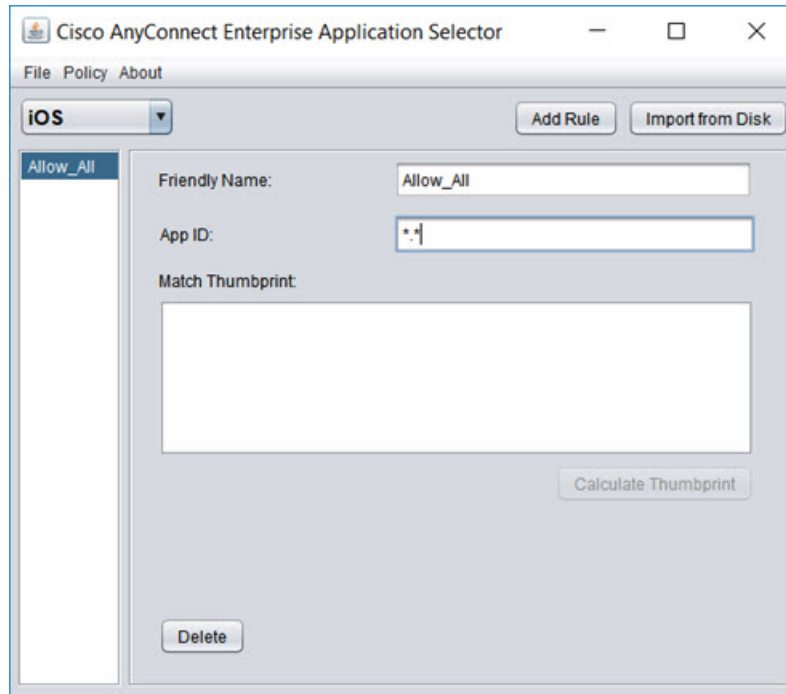 Cisco AnyConnect Enterprise Application Selector
File Policy About
iOS
Add Rule
Import from Disk
Allow_All
Friendly Name:
Allow_All
App ID:
*.*
Match Thumbprint:
Calculate Thumbprint
Delete